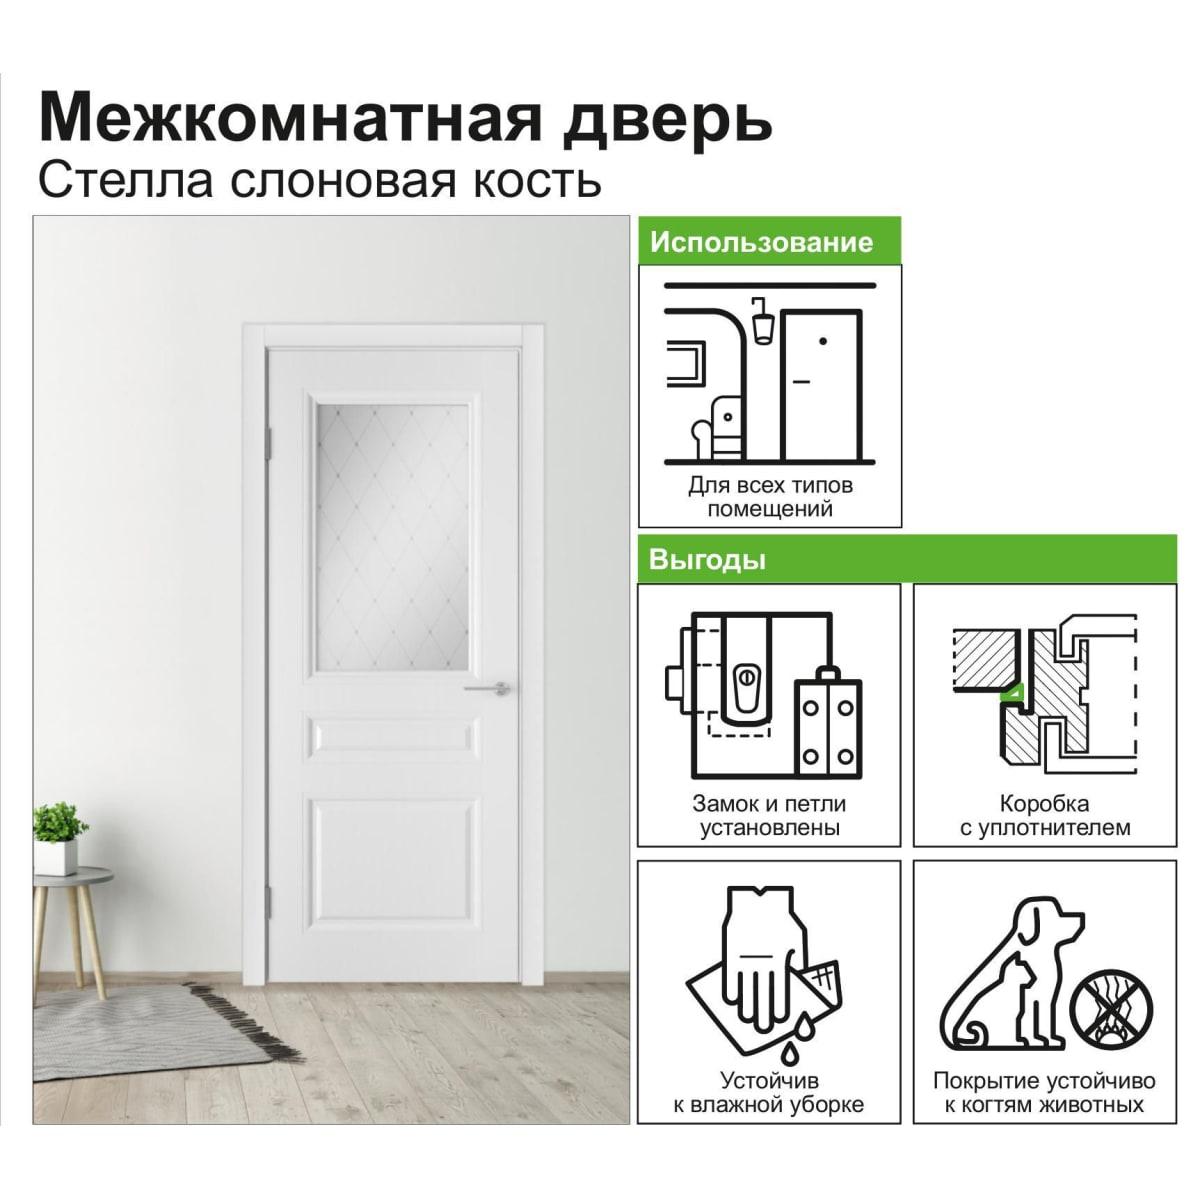 Межкомнатная дверь
Стелла слоновая кость
Использование
Для всех типов
помещений
Выгоды
Замок и петли
установлены
Коробка
с уплотнителем
Устойчив
к влажной уборке
Покрытие устойчиво
к когтям животных